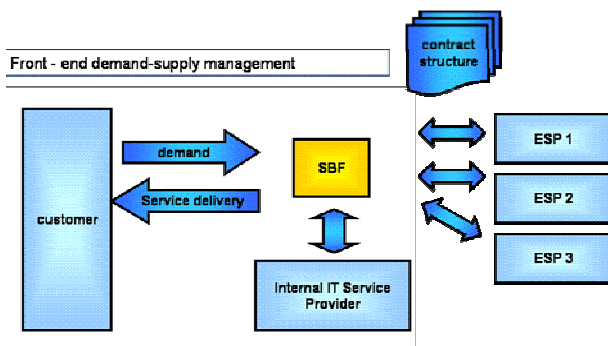 contract
structure
Front - end demand-supply management
demand
SBF
ESP 1
Service delivery
ESP 2
customer
ESP 3
Internal IT Service
Provider